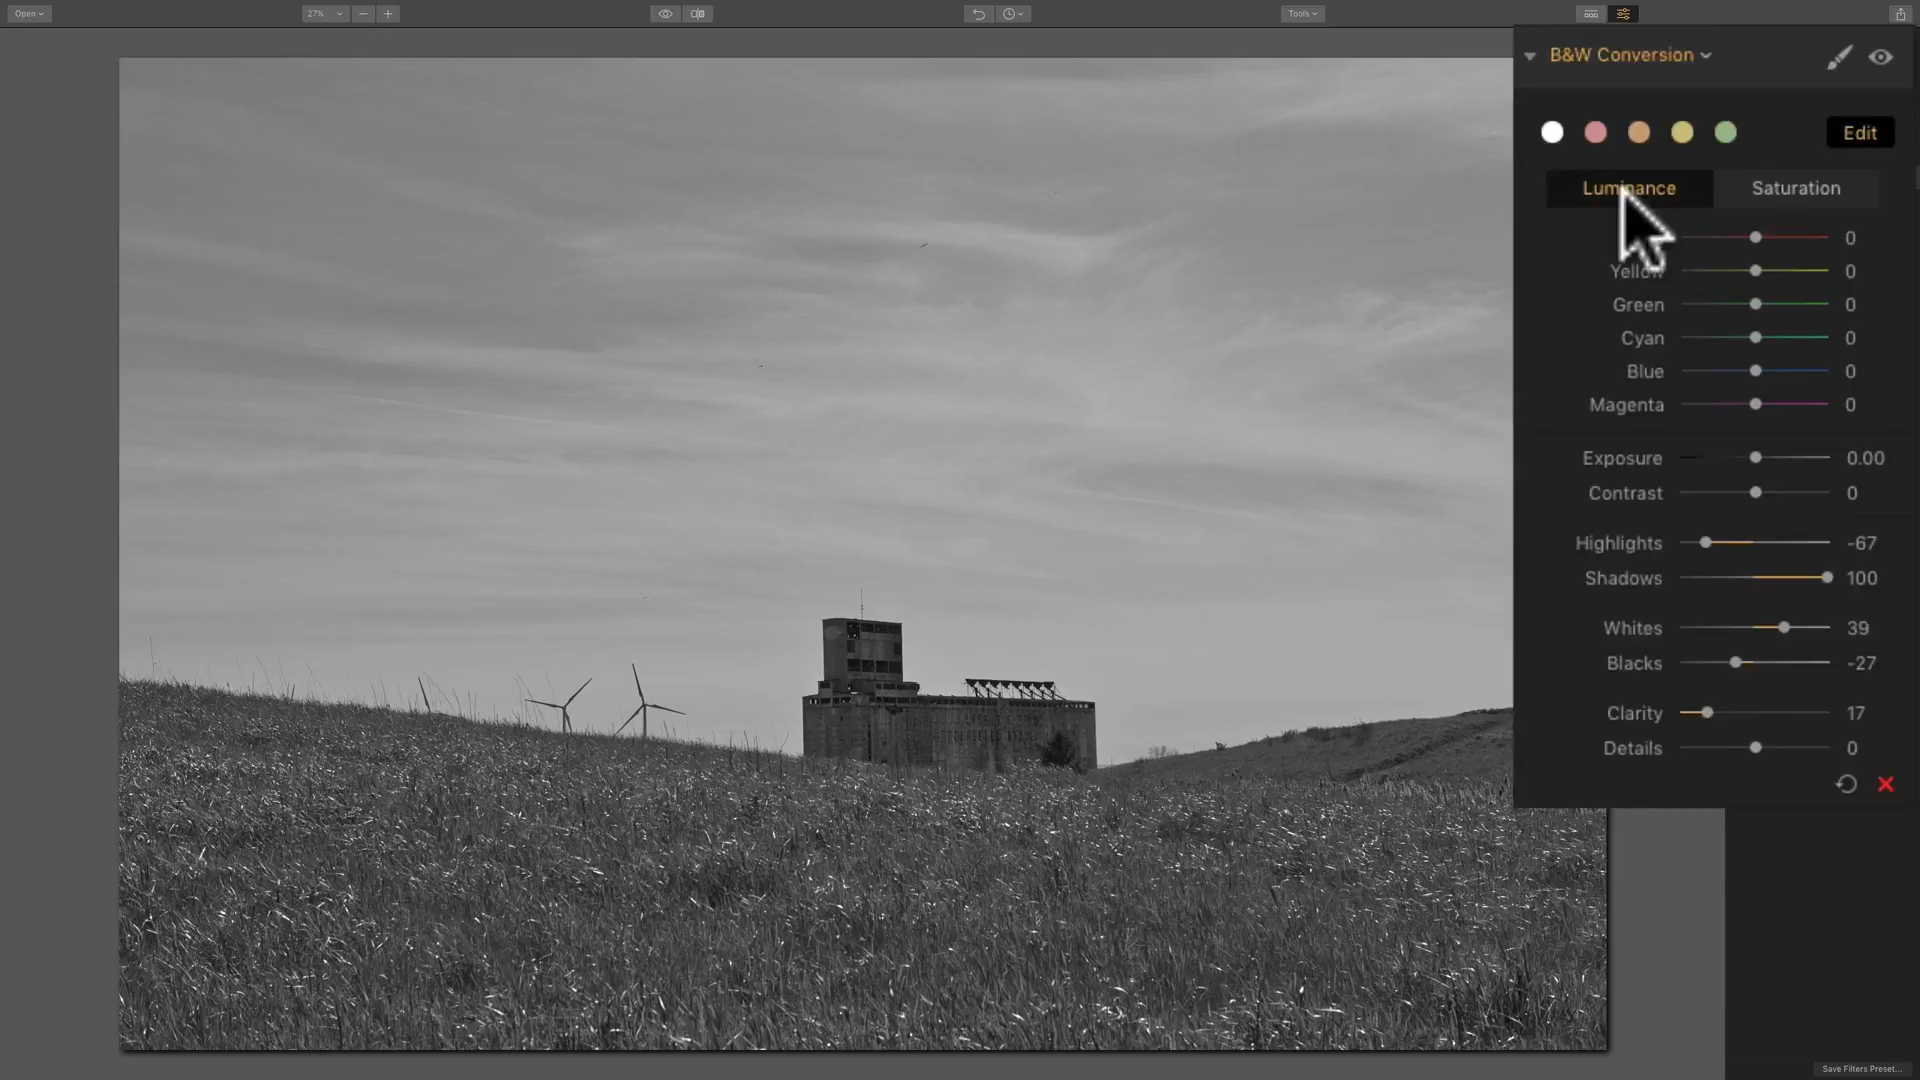 Open
27%
Tools
B&W Conversion
Edit
Luminance Saturation
0
Yellow 0
Green 0
Cyan 0
Blue 0
Magenta 0
Exposure 0.00
Contrast 0
Highlights -67
Shadows 100
Whites 39
Blacks -27
Clarity 17
Details 0
Save Filters Preset...